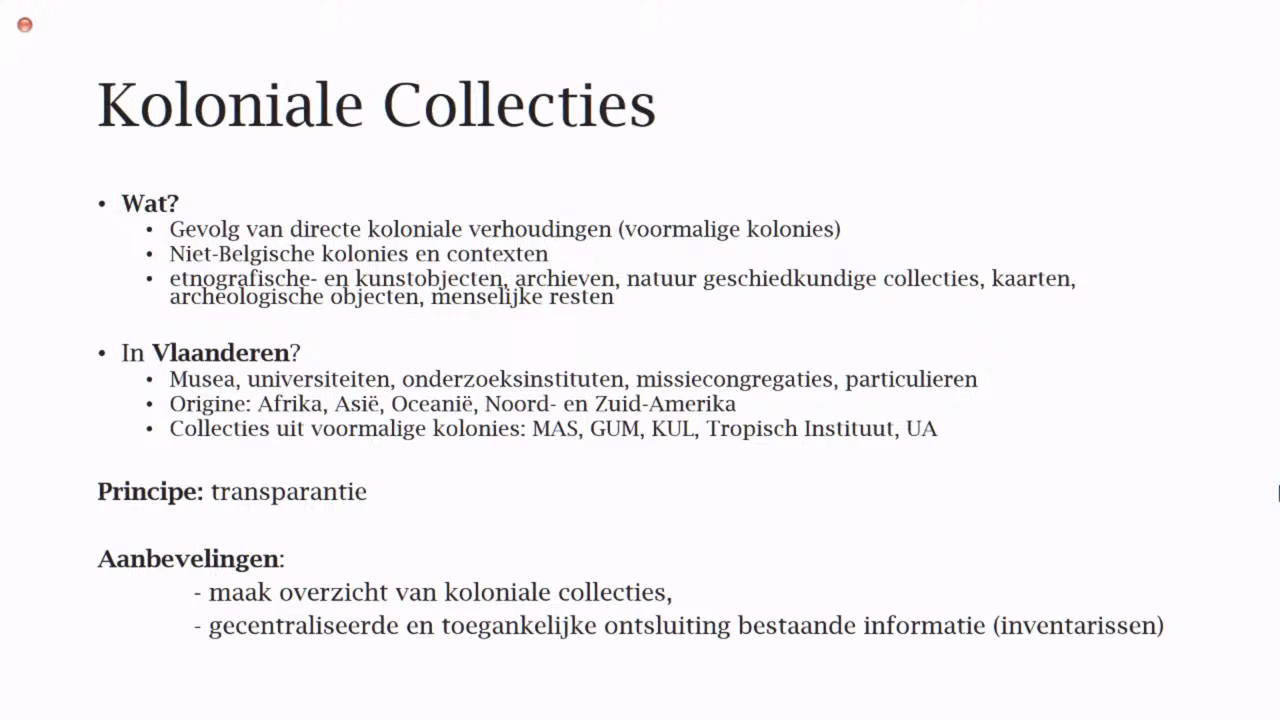 Koloniale Collecties
• Wat?
• Gevolg van directe koloniale verhoudingen (voormalige kolonies)
• Niet-Belgische kolonies en contexten
• etnografische- en kunstobjecten, archieven, natuur geschiedkundige collecties, kaarten,
archeologische objecten, menselijke resten
• In Vlaanderen?
• Musea, universiteiten, onderzoeksinstituten, missiecongregaties, particulieren
• Origine: Afrika, Asië, Oceanië, Noord- en Zuid-Amerika
• Collecties uit voormalige kolonies: MAS, GUM, KUL, Tropisch Instituut, UA
Principe: transparantie
Aanbevelingen:
- maak overzicht van koloniale collecties,
- gecentraliseerde en toegankelijke ontsluiting bestaande informatie (inventarissen)